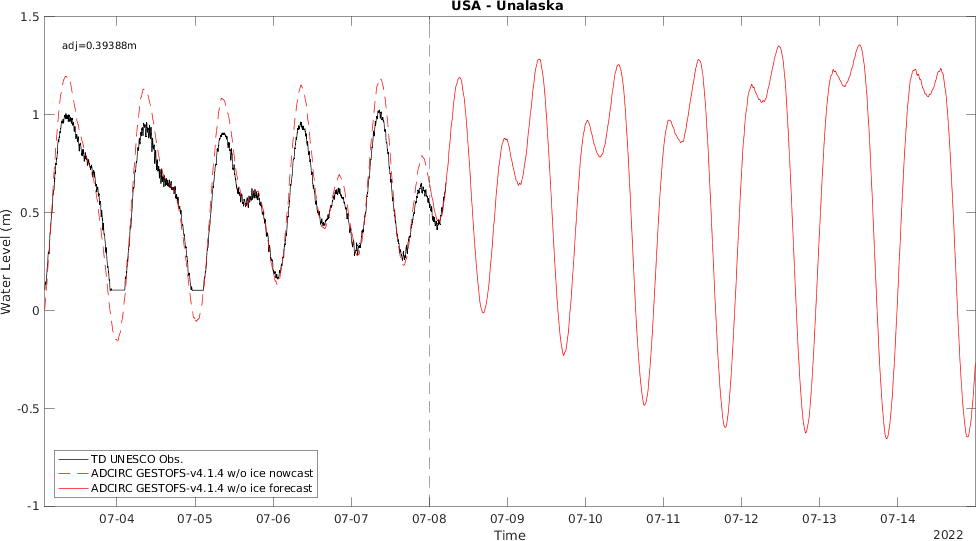 USA - Unalaska
adj=0.39388m
Water Level (m)
1.5
1
0.5
0
-0.5
-1
TD UNESCO Obs.
ADCIRC GESTOFS-v4.1.4 w/o ice nowcast
ADCIRC GESTOFS-v4.1.4 w/o ice forecast
07-04 07-05 07-06 07-07 07-08 07-09 07-10 07-11 07-12 07-13 07-14
Time
2022